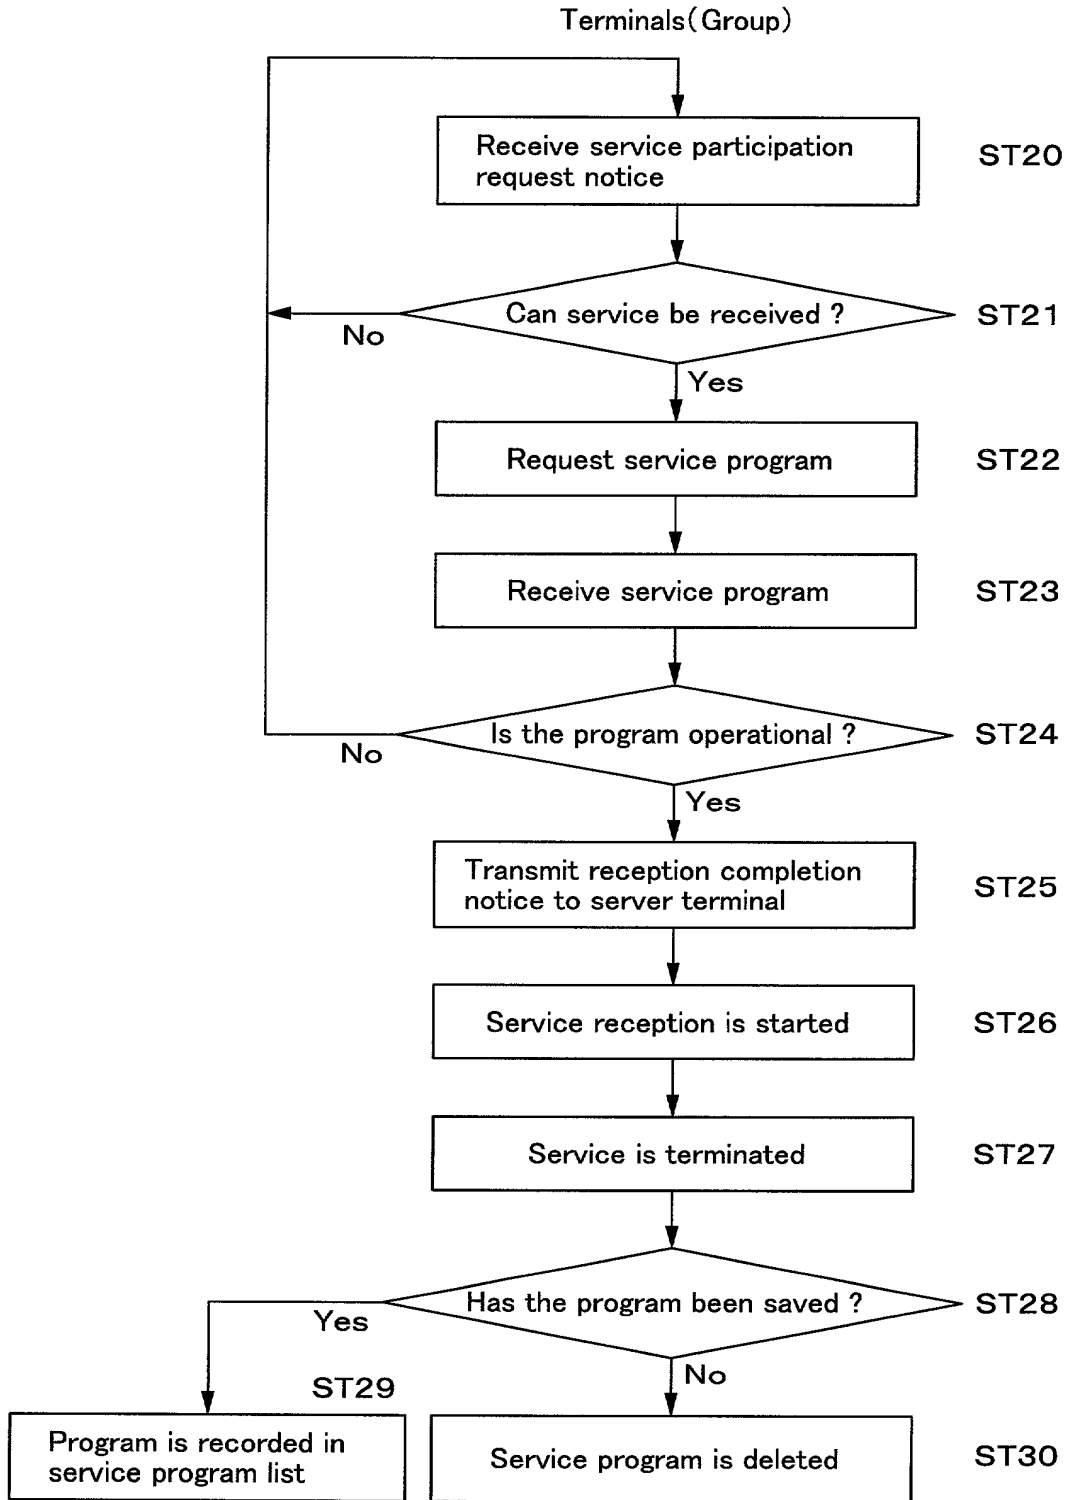 Terminals(Group)
Receive service participation
request notice
ST20
Can service be received ?
ST21
No
Yes
Request service program
ST22
Receive service program
ST23
Is the program operational ?
ST24
No
Yes
Transmit reception completion
notice to server terminal
ST25
Service reception is started
ST26
Service is terminated
ST27
Has the program been saved ?
ST28
Yes
No
ST29
Program is recorded in
service program list
Service program is deleted
ST30